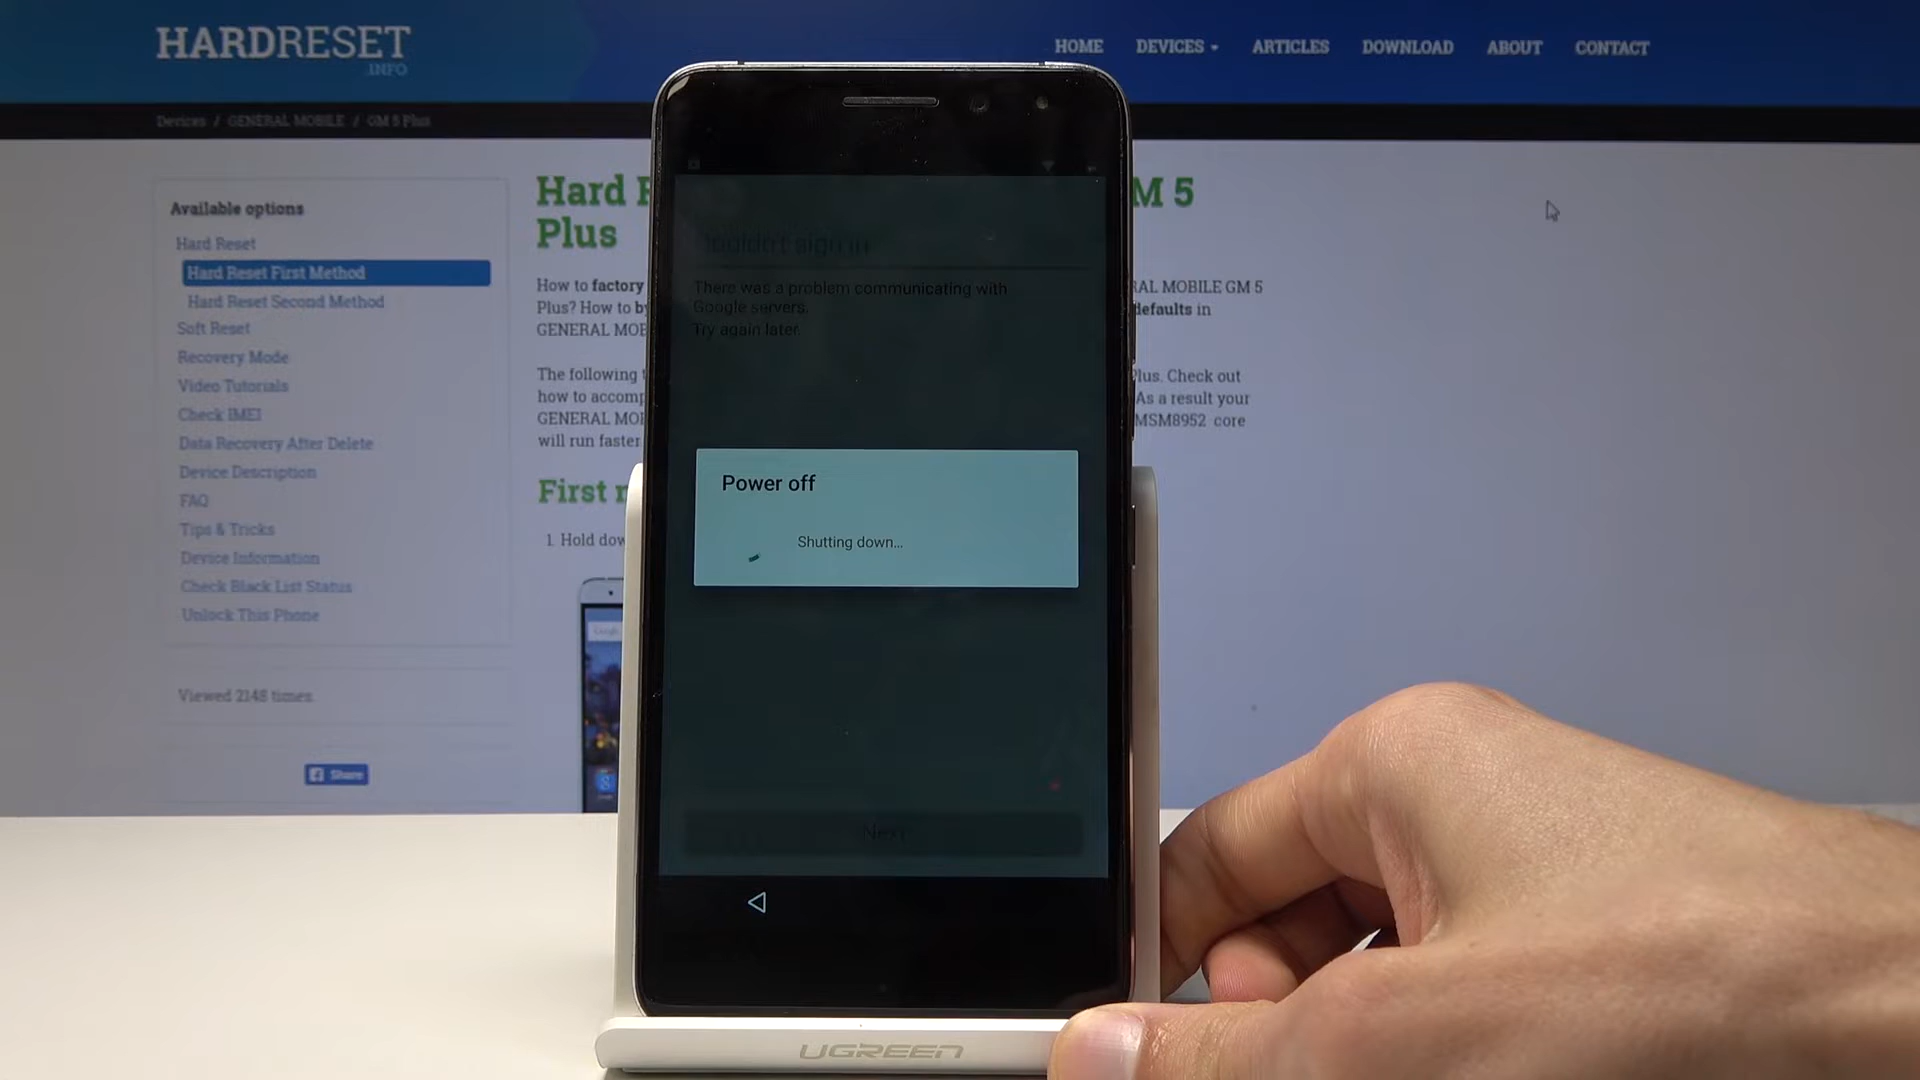 HARDRESET
.INFO
HOME DEVICES ARTICLES DOWNLOAD ABOUT CONTACT
Devices / GENERAL MOBILE / GM 5 Plus
Available options
Hard Reset
Hard Reset First Method
Hard Reset Second Method
Soft Reset
Recovery Mode
Video Tutorials
Check IMEI
Data Recovery After Delete
Device Description
FAQ
Tips & Tricks
Device Information
Check Black List Status
Unlock This Phone
Viewed 2148 times
Share
Hard M 5
Plus
How to factory RAL MOBILE GM 5
Plus? How to defaults in
GENERAL
The following Plus. Check out
how to As a result your
GENERAL MSM8952 core
will run faster
First
1. Hold
Couldn't sign in
There was a problem communicating with
Google servers.
Try again later.
Power off
Shutting down...
Next
UGREEN